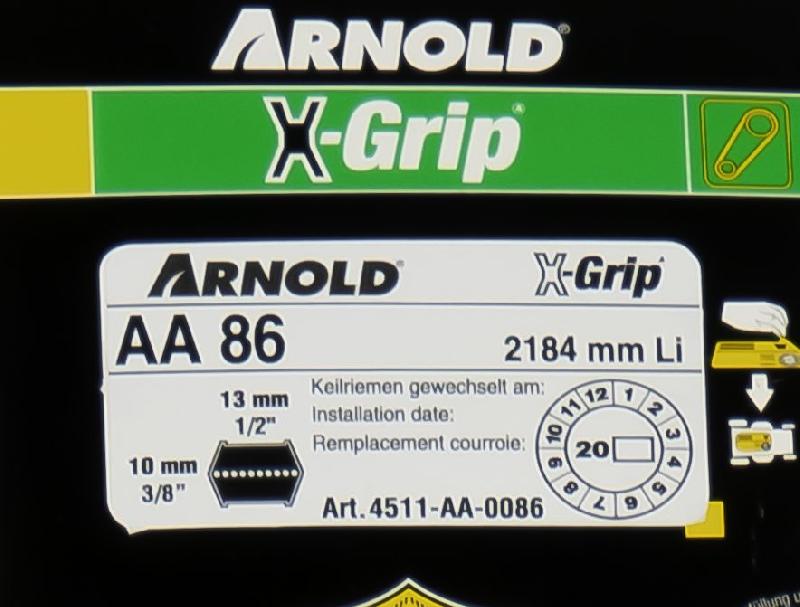 ARNOLD®
X-Grip®
ARNOLD® X-Grip
AA 86 2184 mm Li
13 mm
1/2"
10 mm
3/8"
Keilriemen gewechselt am:
Installation date:
Remplacement courroie:
12 1 2 3 4 5 6 7 8 9 10 11
20
Art. 4511-AA-0086